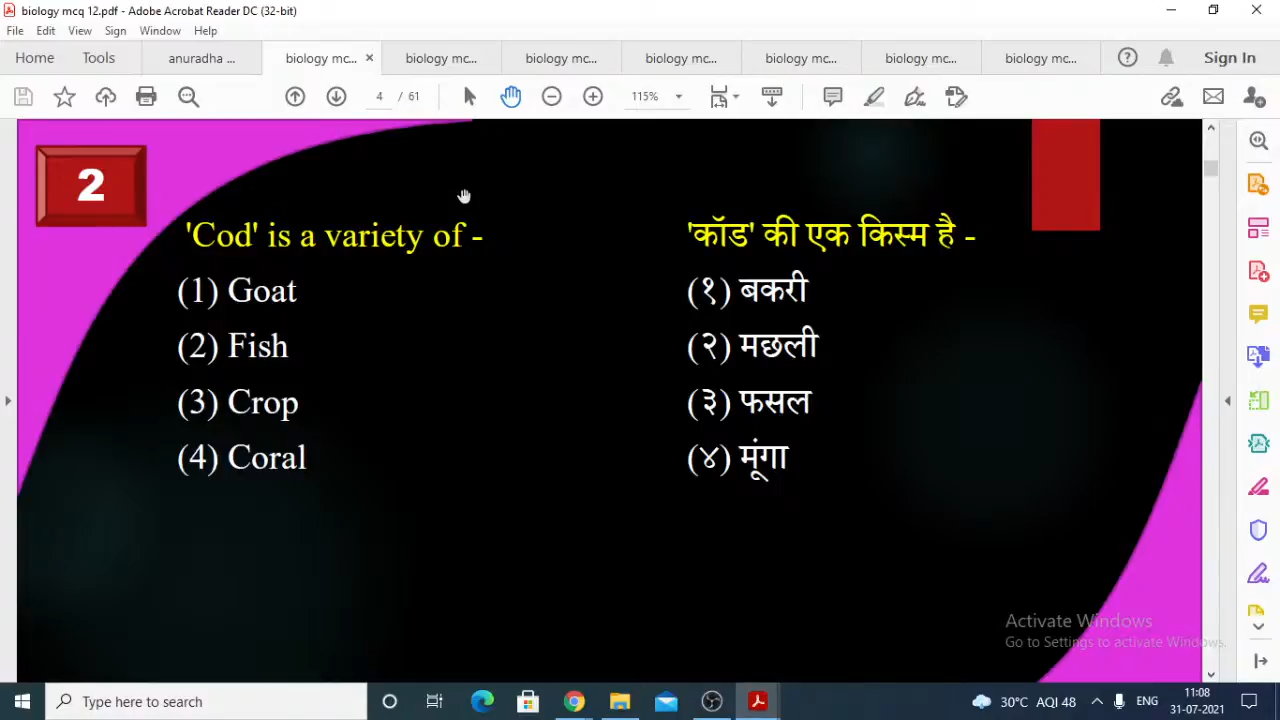 biology mcq 12.pdf - Adobe Acrobat Reader DC (32-bit)
File Edit View Sign Window Help
Home Tools anuradha ... biology mc... × biology mc... biology mc... biology mc... biology mc... biology mc... biology mc... Sign In
4 / 61 115%
2
'Cod' is a variety of -
(1) Goat
(2) Fish
(3) Crop
(4) Coral
'कॉड' की एक किस्म है -
(१) बकरी
(२) मछली
(३) फसल
(४) मूंगा
Activate Windows
Go to Settings to activate Windows.
Type here to search
30°C AQI 48 ENG 11:08
31-07-2021